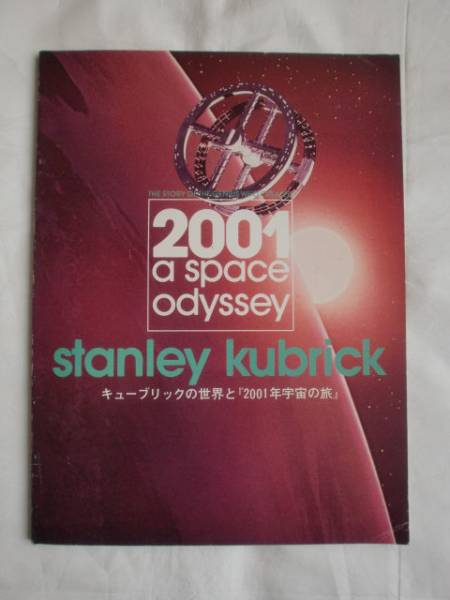 THE STORY OF
2001
a space
odyssey
stanley kubrick
キューブリックの世界と『2001年宇宙の旅』